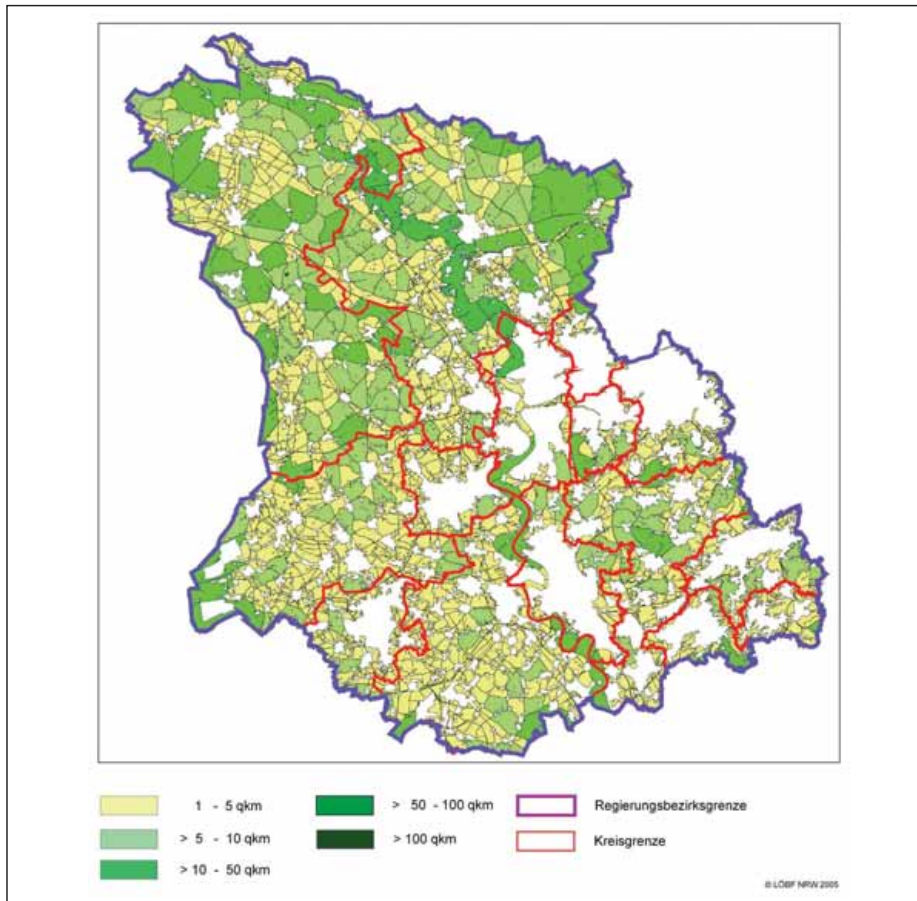 1 - 5 qkm
> 5 - 10 qkm
> 10 - 50 qkm
> 50 - 100 qkm
> 100 qkm
Regierungsbezirksgrenze
Kreisgrenze
© LÖBF NRW 2005